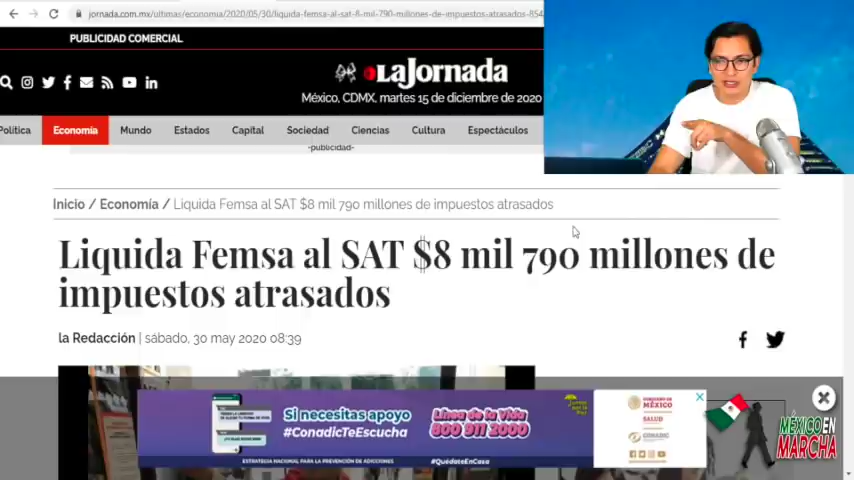 jornada.com.mx/ultimas/economia/2020/05/30/liquida-femsa-al-sat-8-mil-790-millones-de-impuestos-atrasados-854
PUBLICIDAD COMERCIAL
LaJornada
México, CDMX, martes 15 de diciembre de 2020
Política Economía Mundo Estados Capital Sociedad Ciencias Cultura Espectáculos
-publicidad-
Inicio / Economía / Liquida Femsa al SAT $8 mil 790 millones de impuestos atrasados
Liquida Femsa al SAT $8 mil 790 millones de
impuestos atrasados
la Redacción | sábado, 30 may 2020 08:39
Si necesitas apoyo
#ConadicTeEscucha
Línea de la Vida
800 911 2000
ESTRATEGIA NACIONAL PARA LA PREVENCIÓN DE ADICCIONES
#QuédateEnCasa
GOBIERNO DE
MÉXICO
SALUD
CONADIC
MÉXICO EN
MARCHA